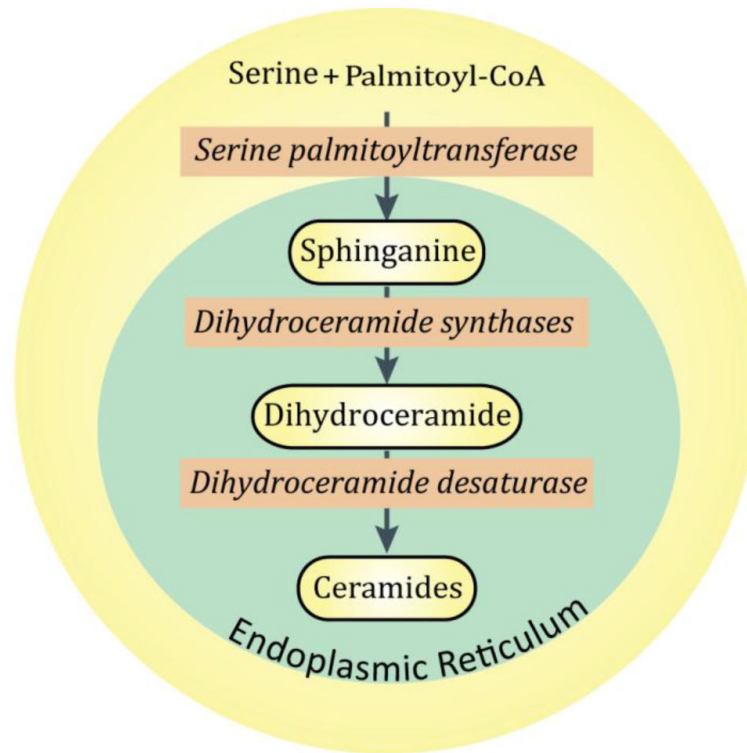 Serine + Palmitoyl-CoA
Serine palmitoyltransferase
Sphinganine
Dihydroceramide synthases
Dihydroceramide
Dihydroceramide desaturase
Ceramides
Endoplasmic Reticulum